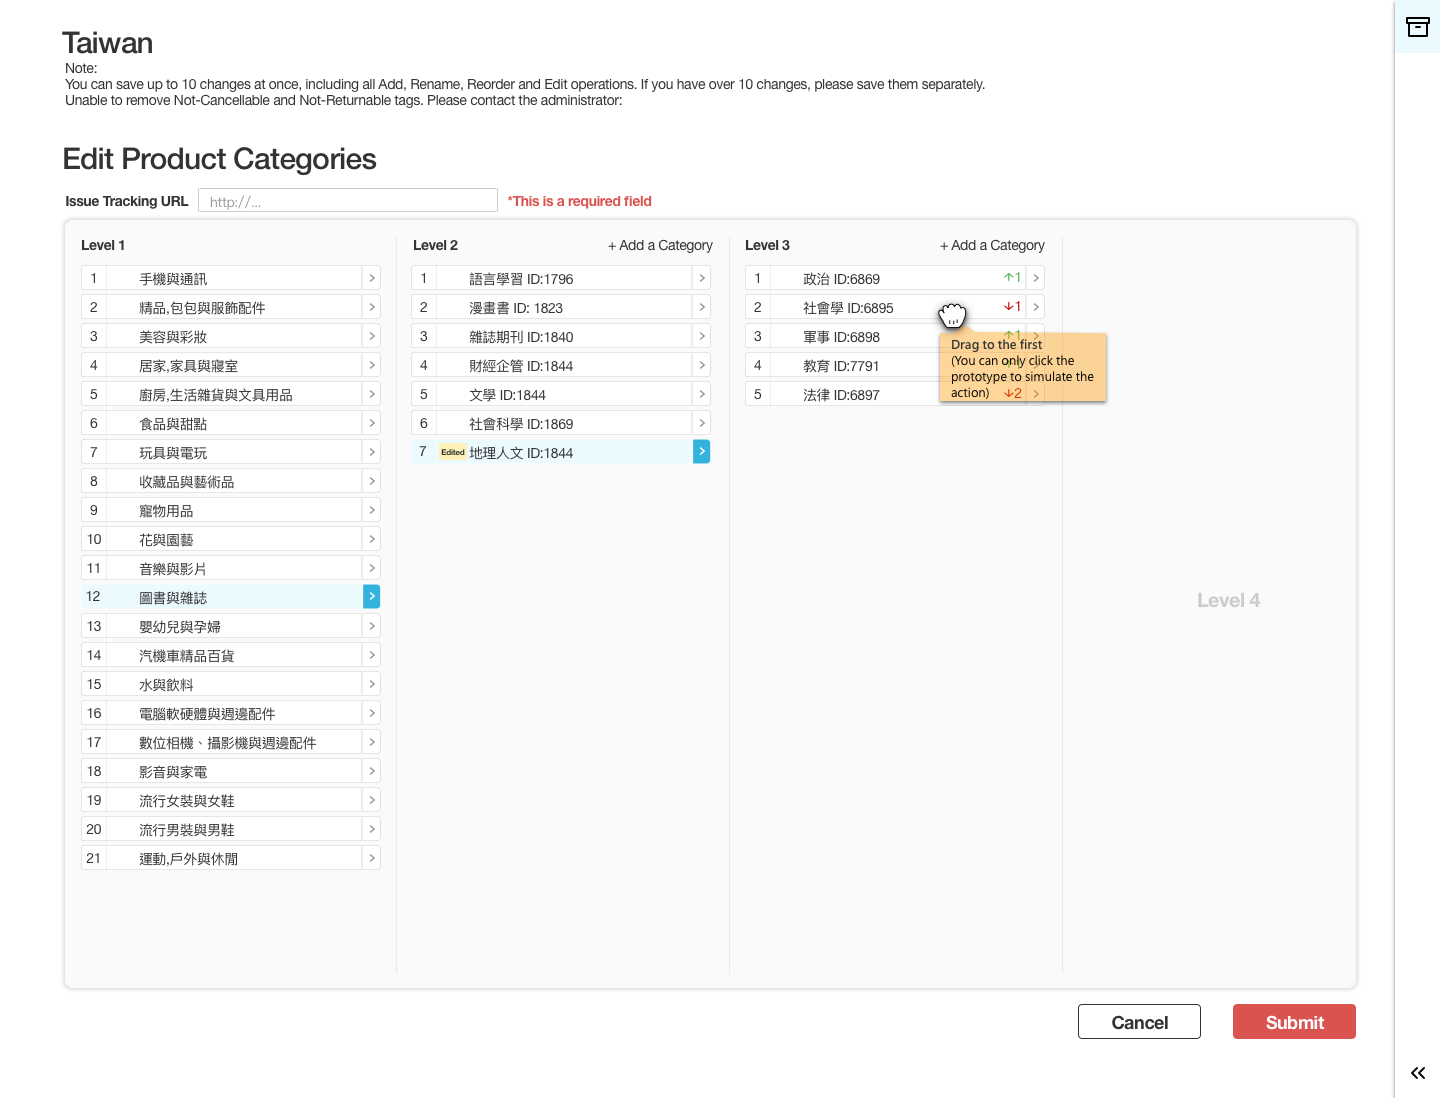 Taiwan
Note:
You can save up to 10 changes at once, including all Add, Rename, Reorder and Edit operations. If you have over 10 changes, please save them separately.
Unable to remove Not-Cancellable and Not-Returnable tags. Please contact the administrator:
Edit Product Categories
Issue Tracking URL http://... *This is a required field
Level 1
1 手機與通訊
2 精品,包包與服飾配件
3 美容與彩妝
4 居家,家具與寢室
5 廚房,生活雜貨與文具用品
6 食品與甜點
7 玩具與電玩
8 收藏品與藝術品
9 寵物用品
10 花與園藝
11 音樂與影片
12 圖書與雜誌
13 嬰幼兒與孕婦
14 汽機車精品百貨
15 水與飲料
16 電腦軟硬體與週邊配件
17 數位相機、攝影機與週邊配件
18 影音與家電
19 流行女裝與女鞋
20 流行男裝與男鞋
21 運動,戶外與休閒
Level 2 + Add a Category
1 語言學習 ID:1796
2 漫畫書 ID: 1823
3 雜誌期刊 ID:1840
4 財經企管 ID:1844
5 文學 ID:1844
6 社會科學 ID:1869
7 Edited 地理人文 ID:1844
Level 3 + Add a Category
1 政治 ID:6869 ↑1
2 社會學 ID:6895 ↓1
3 軍事 ID:6898 ↑1
4 教育 ID:7791
5 法律 ID:6897 ↓2
Drag to the first
(You can only click the
prototype to simulate the
action)
Level 4
Cancel
Submit